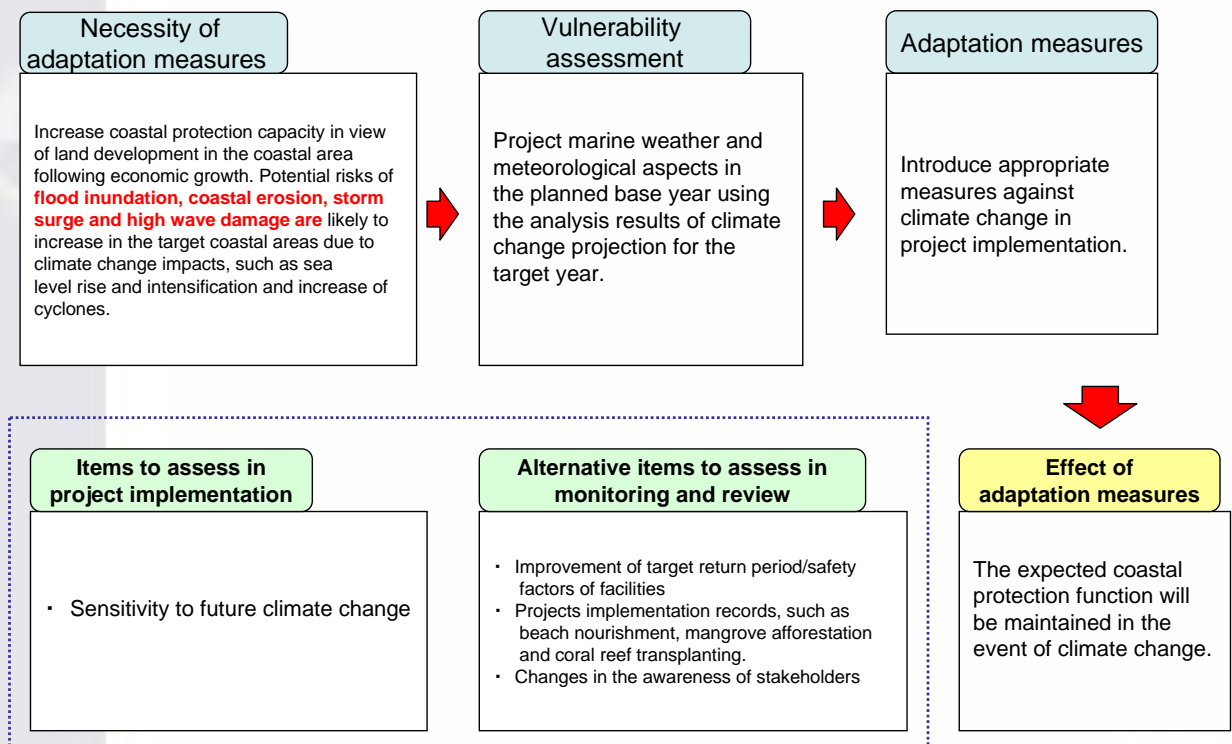 Necessity of
adaptation measures
Increase coastal protection capacity in view
of land development in the coastal area
following economic growth. Potential risks of
flood inundation, coastal erosion, storm
surge and high wave damage are likely to
increase in the target coastal areas due to
climate change impacts, such as sea
level rise and intensification and increase of
cyclones.
Vulnerability
assessment
Project marine weather and
meteorological aspects in
the planned base year using
the analysis results of climate
change projection for the
target year.
Adaptation measures
Introduce appropriate
measures against
climate change in
project implementation.
Items to assess in
project implementation
・ Sensitivity to future climate change
Alternative items to assess in
monitoring and review
・ Improvement of target return period/safety
factors of facilities
・ Projects implementation records, such as
beach nourishment, mangrove afforestation
and coral reef transplanting.
・ Changes in the awareness of stakeholders
Effect of
adaptation measures
The expected coastal
protection function will
be maintained in the
event of climate change.